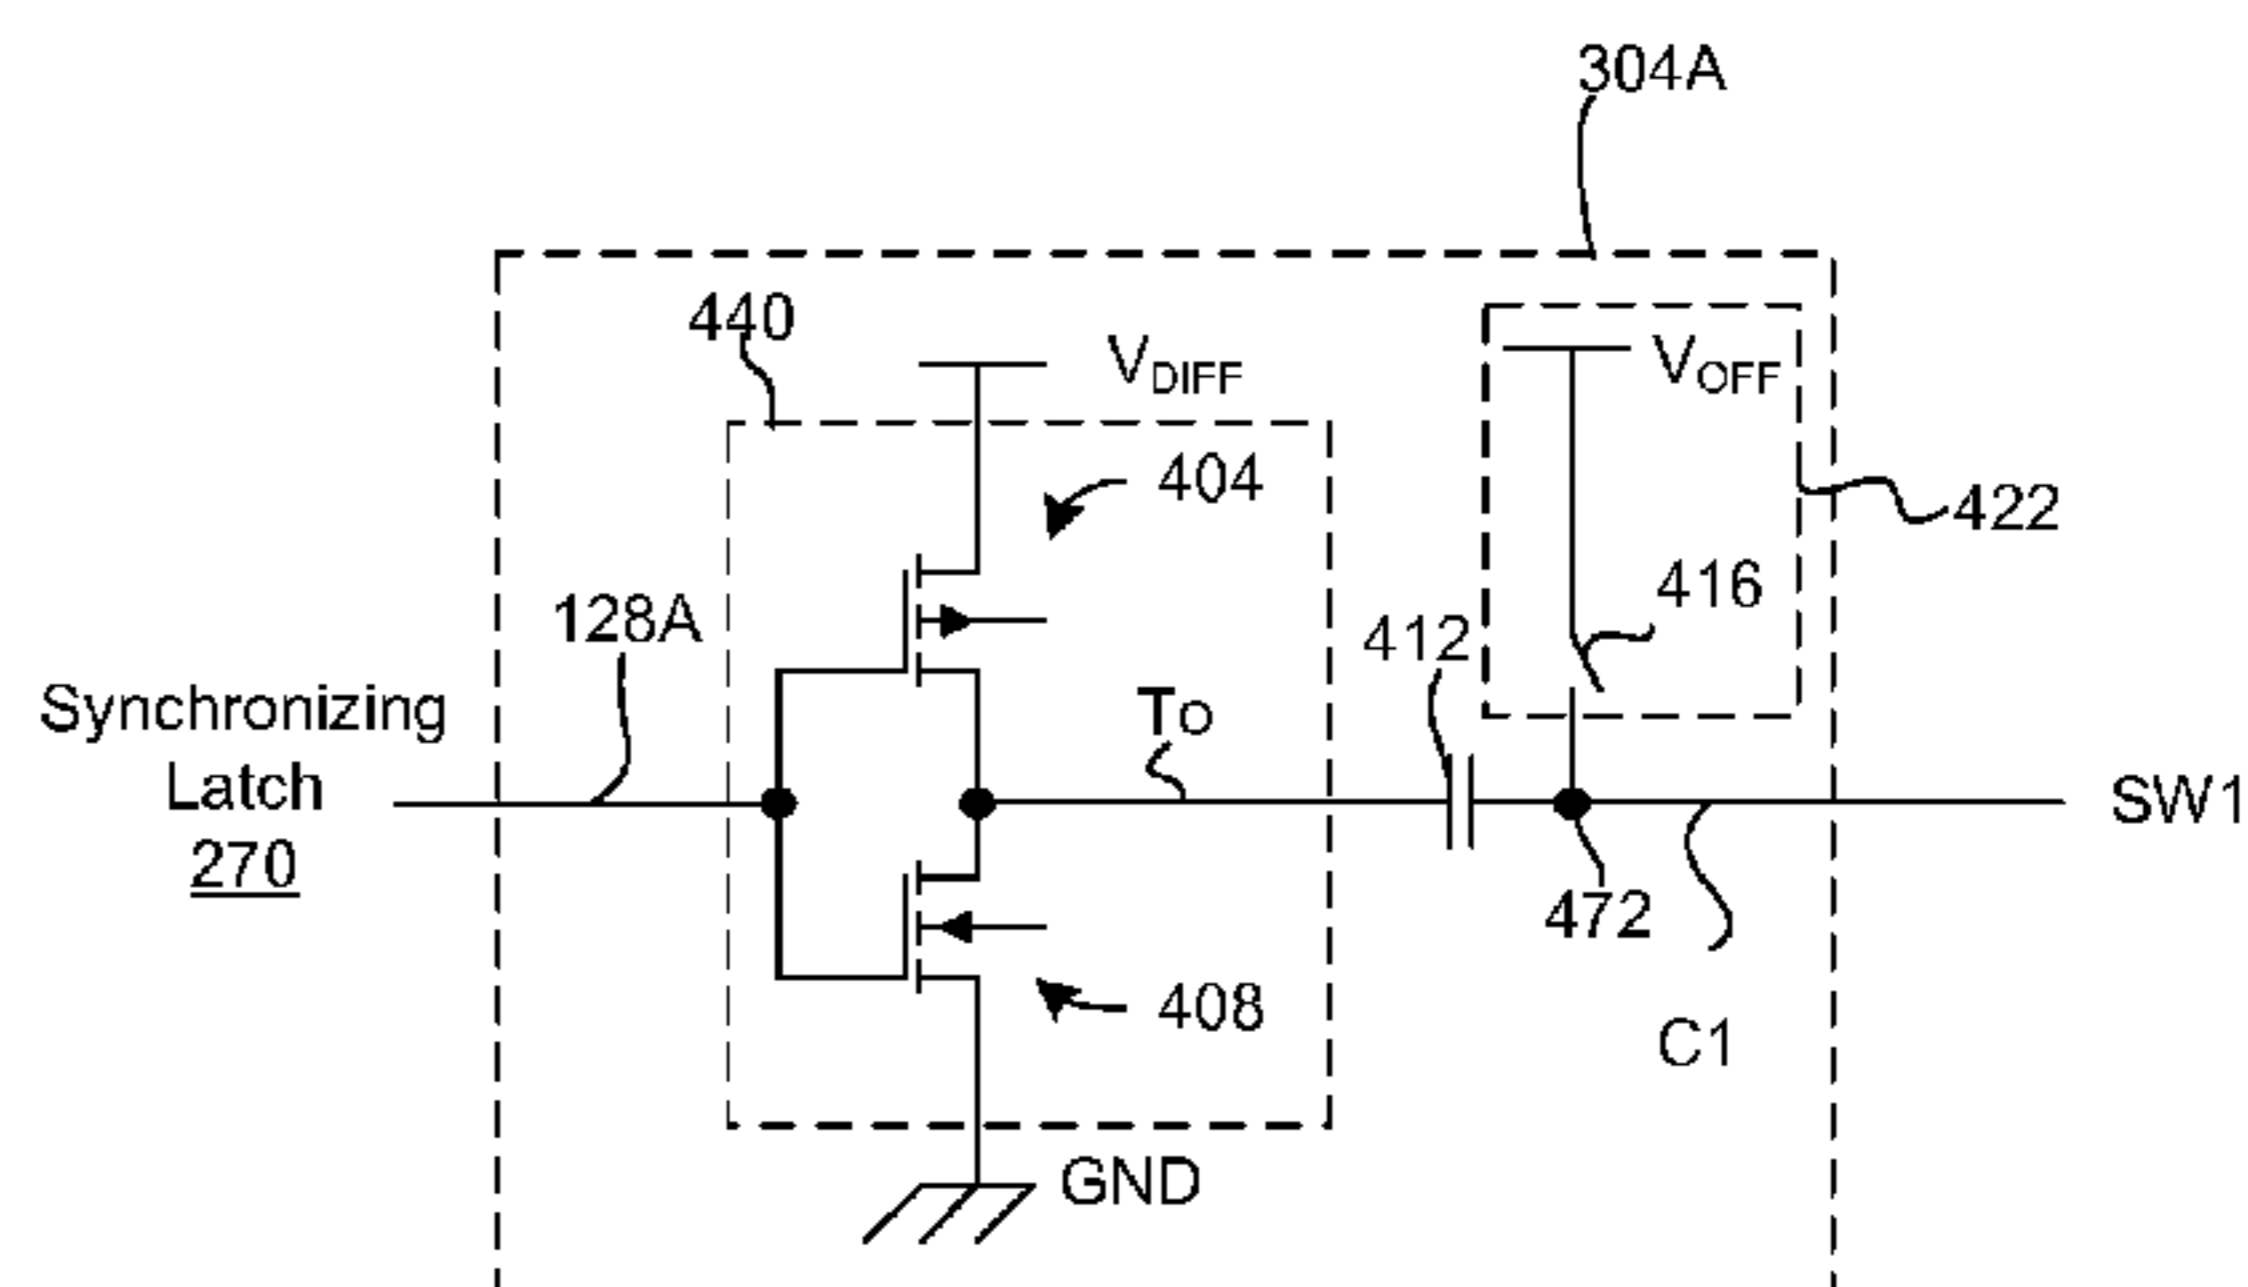 304A
440
VDIFF
VOFF
404
422
416
128A
412
Synchronizing
Latch
270
TO
SW1
472
408
C1
GND